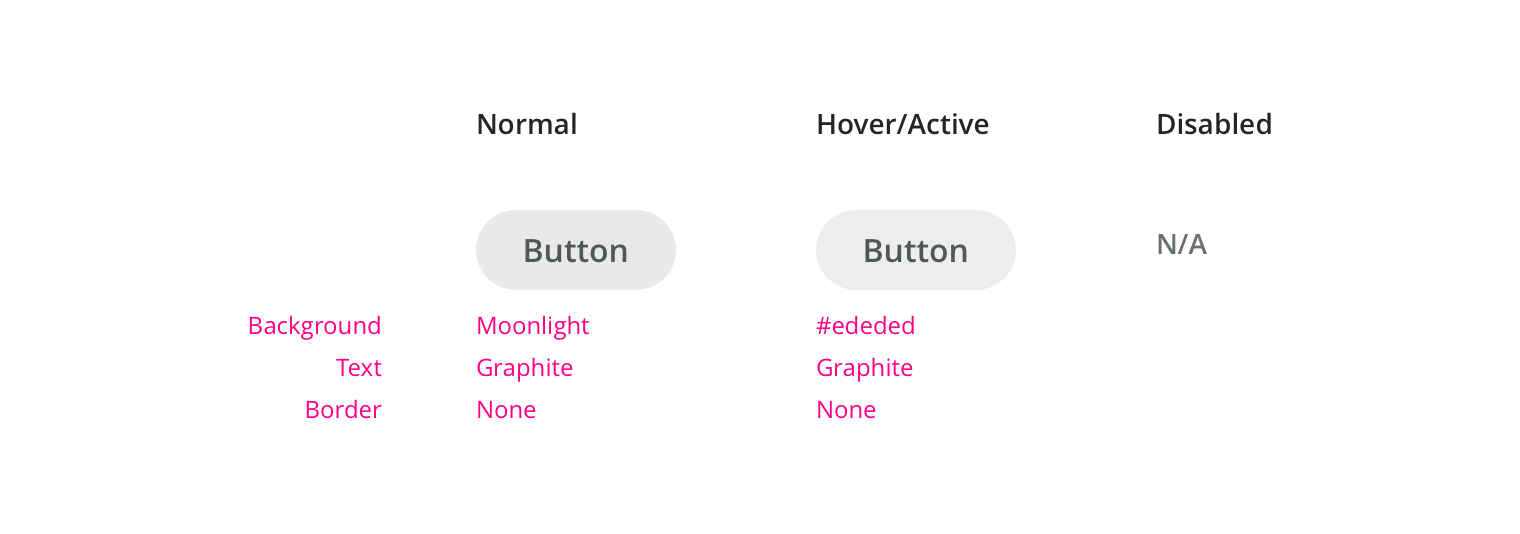 Normal Hover/Active Disabled
Button Button N/A
Background Moonlight #ededed
Text Graphite Graphite
Border None None